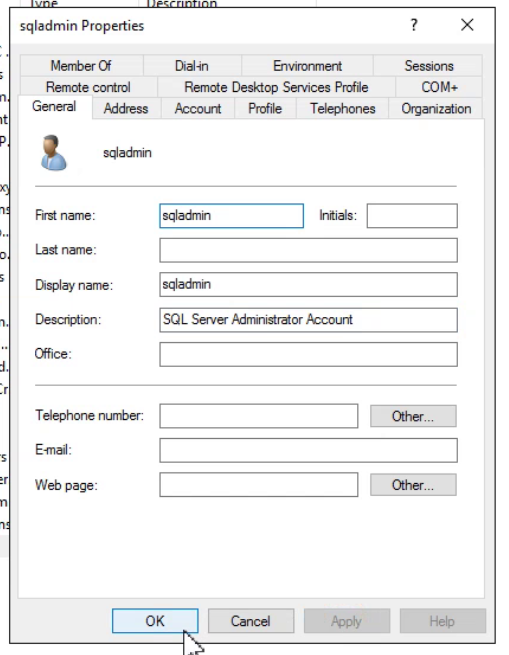 Type Description
sqladmin Properties ? ×
Member Of Dial-in Environment Sessions
Remote control Remote Desktop Services Profile COM+
General Address Account Profile Telephones Organization
sqladmin
First name: sqladmin Initials:
Last name:
Display name: sqladmin
Description: SQL Server Administrator Account
Office:
Telephone number: Other...
E-mail:
Web page: Other...
OK Cancel Apply Help